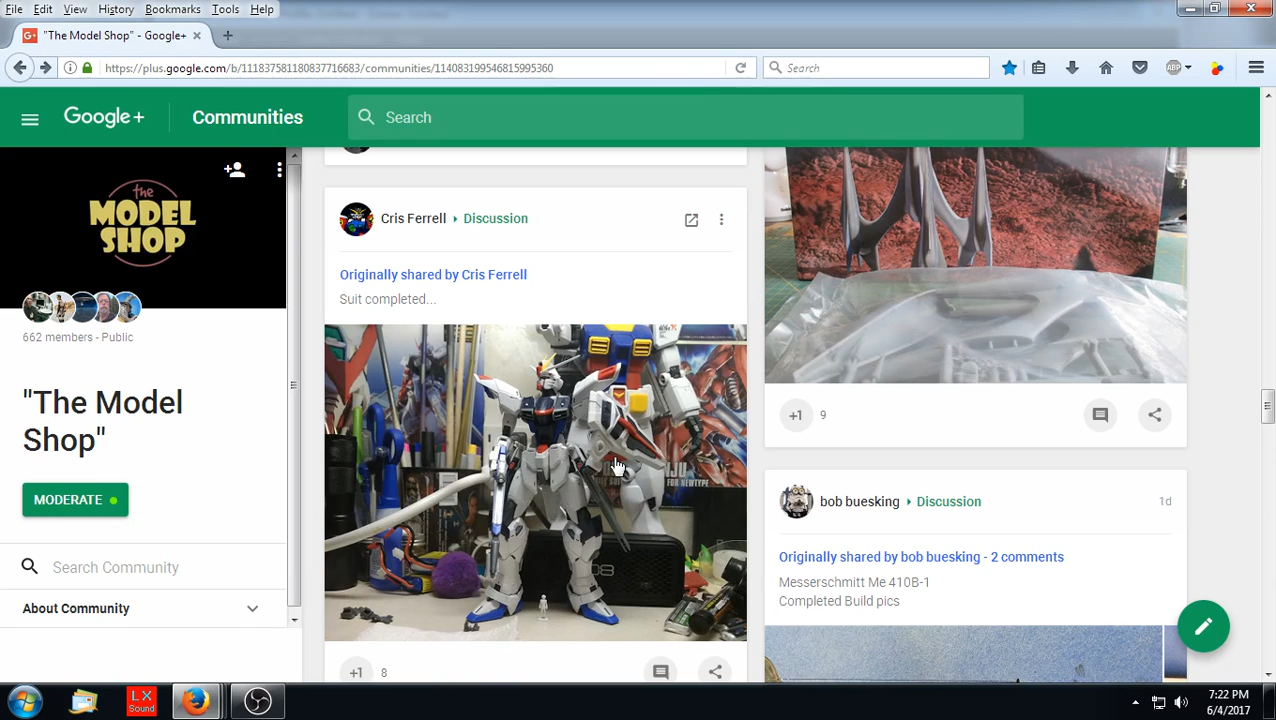 File Edit View History Bookmarks Tools Help
"The Model Shop" - Google+
https://plus.google.com/b/111837581180837716683/communities/114083199546815995360
Search
ABP
Google+
Communities
Search
the
MODEL
SHOP
662 members - Public
"The Model
Shop"
MODERATE
Search Community
About Community
Cris Ferrell
Discussion
Originally shared by Cris Ferrell
Suit completed...
FOR NEWTYPE
+1
8
+1
9
bob buesking
Discussion
1d
Originally shared by bob buesking - 2 comments
Messerschmitt Me 410B-1
Completed Build pics
LX
Sound
7:22 PM
6/4/2017